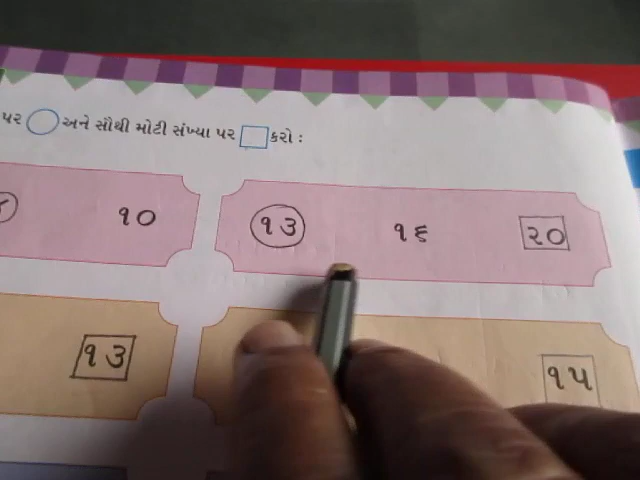 પર અને સૌથી મોટી સંખ્યા પર કરો :
૧૦ ૧૩ ૧૬ ૨૦
૧૩ ૧૫